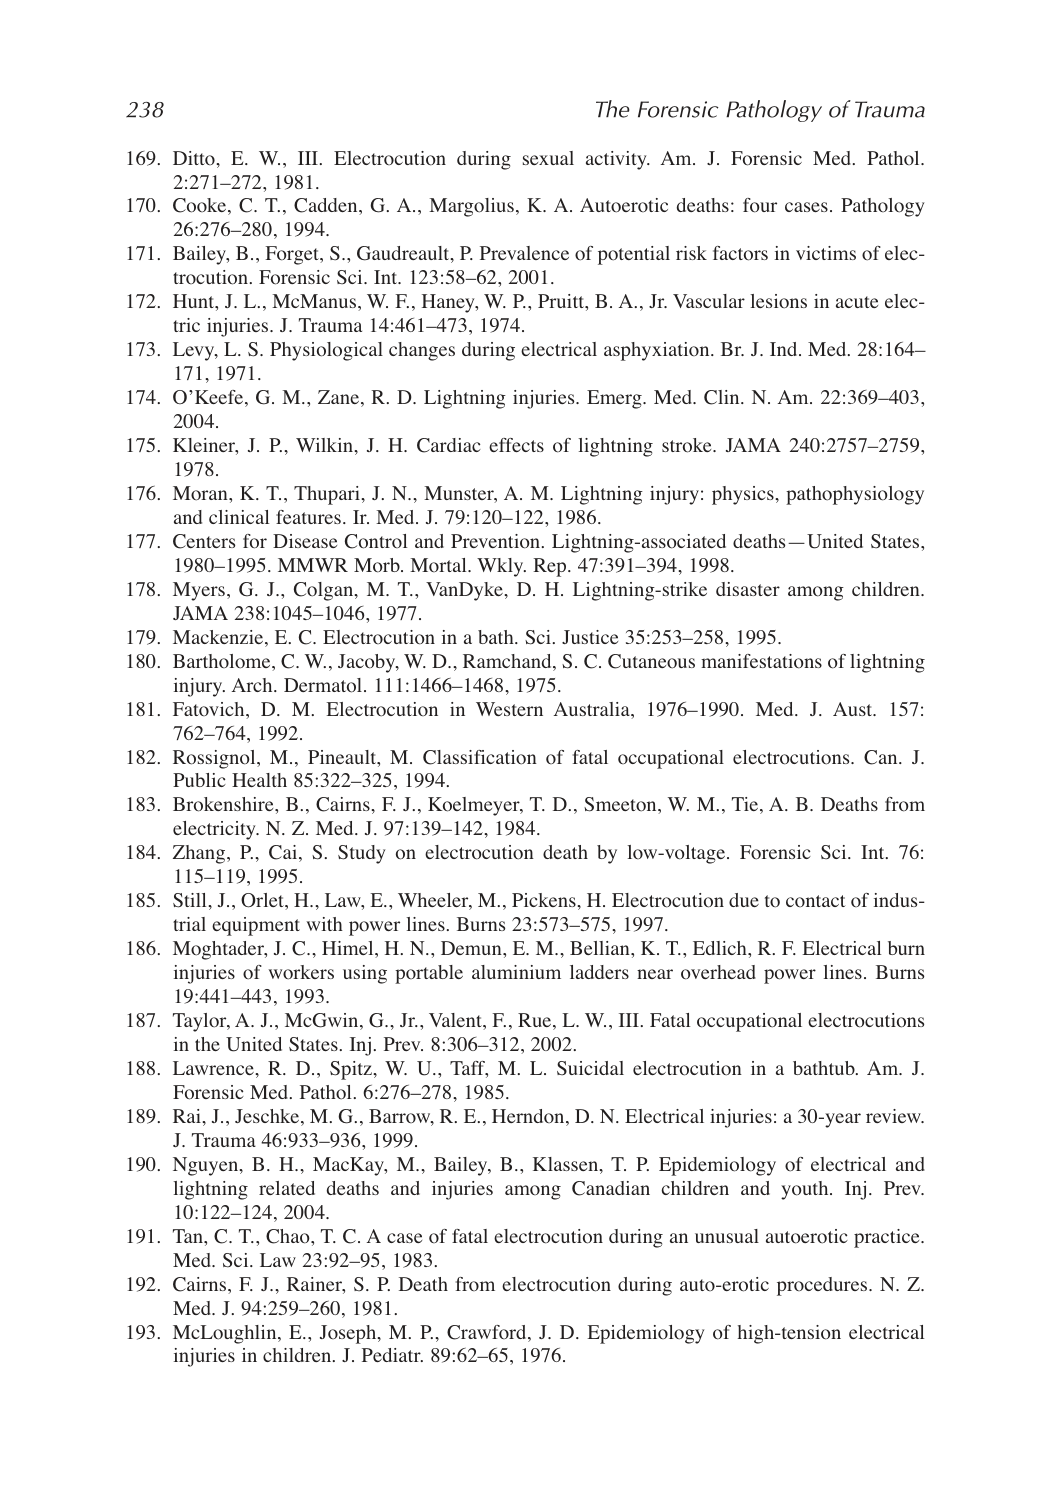 238 The Forensic Pathology of Trauma
169. Ditto, E. W., III. Electrocution during sexual activity. Am. J. Forensic Med. Pathol.
2:271–272, 1981.
170. Cooke, C. T., Cadden, G. A., Margolius, K. A. Autoerotic deaths: four cases. Pathology
26:276–280, 1994.
171. Bailey, B., Forget, S., Gaudreault, P. Prevalence of potential risk factors in victims of elec-
trocution. Forensic Sci. Int. 123:58–62, 2001.
172. Hunt, J. L., McManus, W. F., Haney, W. P., Pruitt, B. A., Jr. Vascular lesions in acute elec-
tric injuries. J. Trauma 14:461–473, 1974.
173. Levy, L. S. Physiological changes during electrical asphyxiation. Br. J. Ind. Med. 28:164–
171, 1971.
174. O'Keefe, G. M., Zane, R. D. Lightning injuries. Emerg. Med. Clin. N. Am. 22:369–403,
2004.
175. Kleiner, J. P., Wilkin, J. H. Cardiac effects of lightning stroke. JAMA 240:2757–2759,
1978.
176. Moran, K. T., Thupari, J. N., Munster, A. M. Lightning injury: physics, pathophysiology
and clinical features. Ir. Med. J. 79:120–122, 1986.
177. Centers for Disease Control and Prevention. Lightning-associated deaths—United States,
1980–1995. MMWR Morb. Mortal. Wkly. Rep. 47:391–394, 1998.
178. Myers, G. J., Colgan, M. T., VanDyke, D. H. Lightning-strike disaster among children.
JAMA 238:1045–1046, 1977.
179. Mackenzie, E. C. Electrocution in a bath. Sci. Justice 35:253–258, 1995.
180. Bartholome, C. W., Jacoby, W. D., Ramchand, S. C. Cutaneous manifestations of lightning
injury. Arch. Dermatol. 111:1466–1468, 1975.
181. Fatovich, D. M. Electrocution in Western Australia, 1976–1990. Med. J. Aust. 157:
762–764, 1992.
182. Rossignol, M., Pineault, M. Classification of fatal occupational electrocutions. Can. J.
Public Health 85:322–325, 1994.
183. Brokenshire, B., Cairns, F. J., Koelmeyer, T. D., Smeeton, W. M., Tie, A. B. Deaths from
electricity. N. Z. Med. J. 97:139–142, 1984.
184. Zhang, P., Cai, S. Study on electrocution death by low-voltage. Forensic Sci. Int. 76:
115–119, 1995.
185. Still, J., Orlet, H., Law, E., Wheeler, M., Pickens, H. Electrocution due to contact of indus-
trial equipment with power lines. Burns 23:573–575, 1997.
186. Moghtader, J. C., Himel, H. N., Demun, E. M., Bellian, K. T., Edlich, R. F. Electrical burn
injuries of workers using portable aluminium ladders near overhead power lines. Burns
19:441–443, 1993.
187. Taylor, A. J., McGwin, G., Jr., Valent, F., Rue, L. W., III. Fatal occupational electrocutions
in the United States. Inj. Prev. 8:306–312, 2002.
188. Lawrence, R. D., Spitz, W. U., Taff, M. L. Suicidal electrocution in a bathtub. Am. J.
Forensic Med. Pathol. 6:276–278, 1985.
189. Rai, J., Jeschke, M. G., Barrow, R. E., Herndon, D. N. Electrical injuries: a 30-year review.
J. Trauma 46:933–936, 1999.
190. Nguyen, B. H., MacKay, M., Bailey, B., Klassen, T. P. Epidemiology of electrical and
lightning related deaths and injuries among Canadian children and youth. Inj. Prev.
10:122–124, 2004.
191. Tan, C. T., Chao, T. C. A case of fatal electrocution during an unusual autoerotic practice.
Med. Sci. Law 23:92–95, 1983.
192. Cairns, F. J., Rainer, S. P. Death from electrocution during auto-erotic procedures. N. Z.
Med. J. 94:259–260, 1981.
193. McLoughlin, E., Joseph, M. P., Crawford, J. D. Epidemiology of high-tension electrical
injuries in children. J. Pediatr. 89:62–65, 1976.